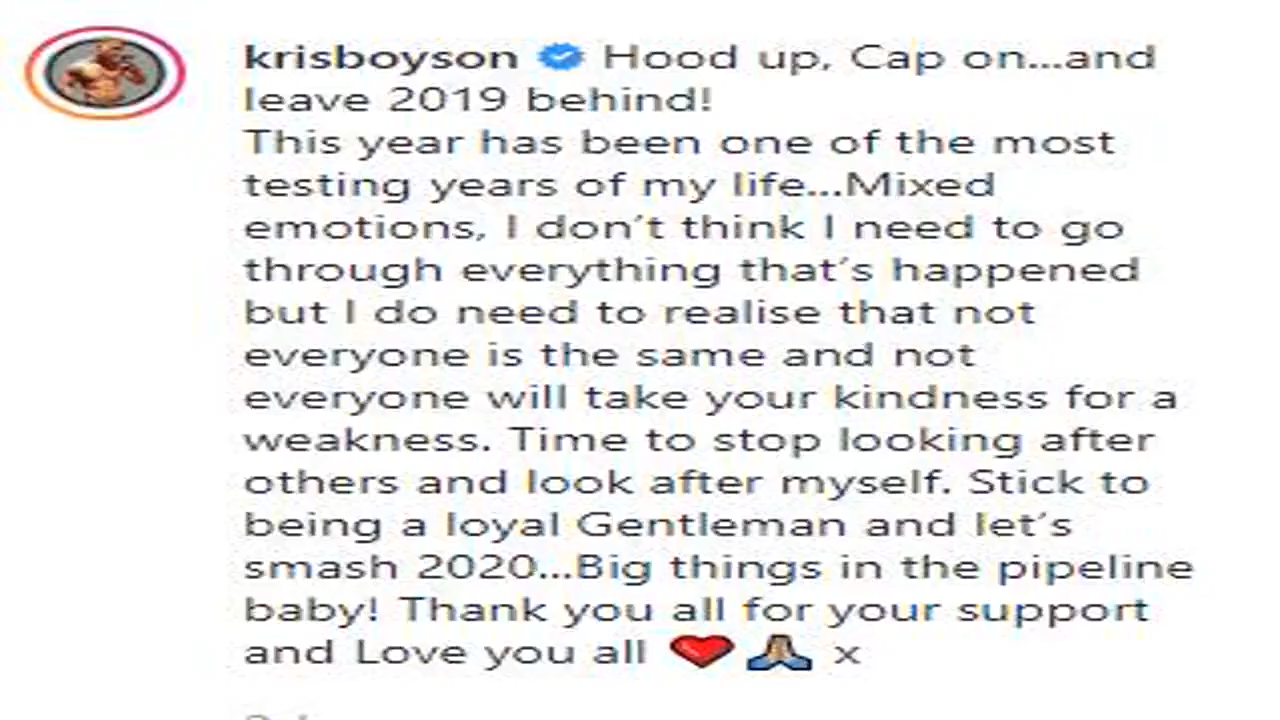 krisboyson Hood up, Cap on...and
leave 2019 behind!
This year has been one of the most
testing years of my life...Mixed
emotions, I don't think I need to go
through everything that's happened
but I do need to realise that not
everyone is the same and not
everyone will take your kindness for a
weakness. Time to stop looking after
others and look after myself. Stick to
being a loyal Gentleman and let's
smash 2020...Big things in the pipeline
baby! Thank you all for your support
and Love you all ❤️🙏🏽 x